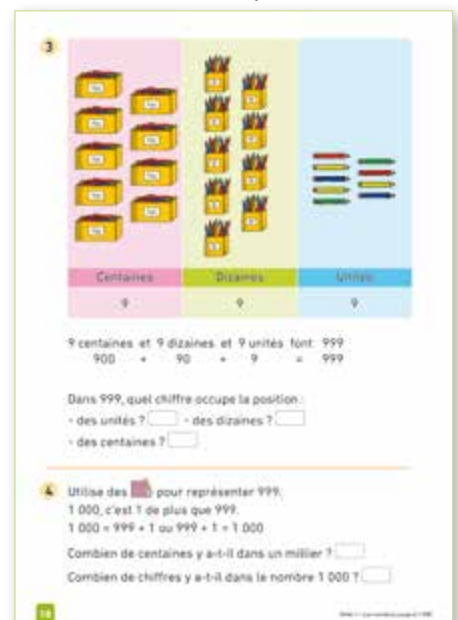 3
Centaines Dizaines Unités
9 9 9
9 centaines et 9 dizaines et 9 unités font 999
900 + 90 + 9 = 999
Dans 999, quel chiffre occupe la position :
- des unités ? - des dizaines ?
- des centaines ?
4 Utilise des pour représenter 999.
1 000, c'est 1 de plus que 999.
1 000 = 999 + 1 ou 999 + 1 = 1 000
Combien de centaines y a-t-il dans un millier ?
Combien de chiffres y a-t-il dans le nombre 1 000 ?
18